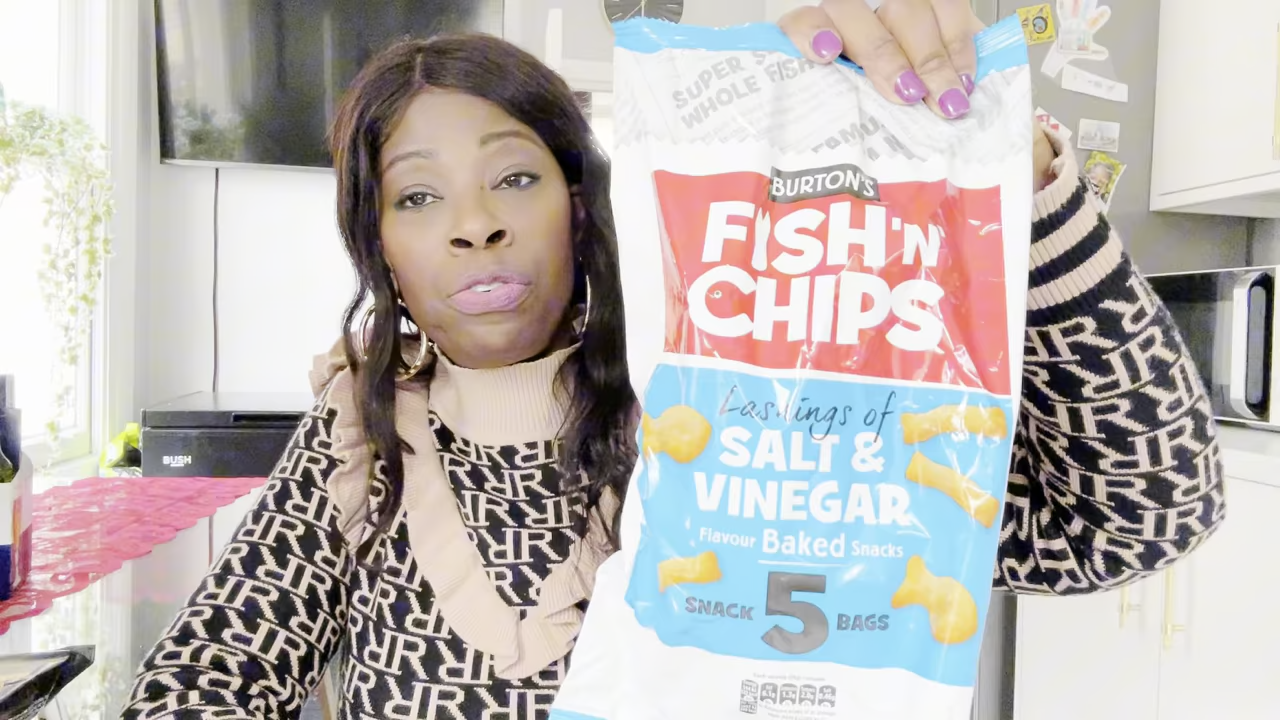 SUPER
WHOLE FISH
BURTON'S
FISH 'N'
CHIPS
Lashings of
SALT &
VINEGAR
Flavour Baked Snacks
SNACK 5 BAGS
BUSH